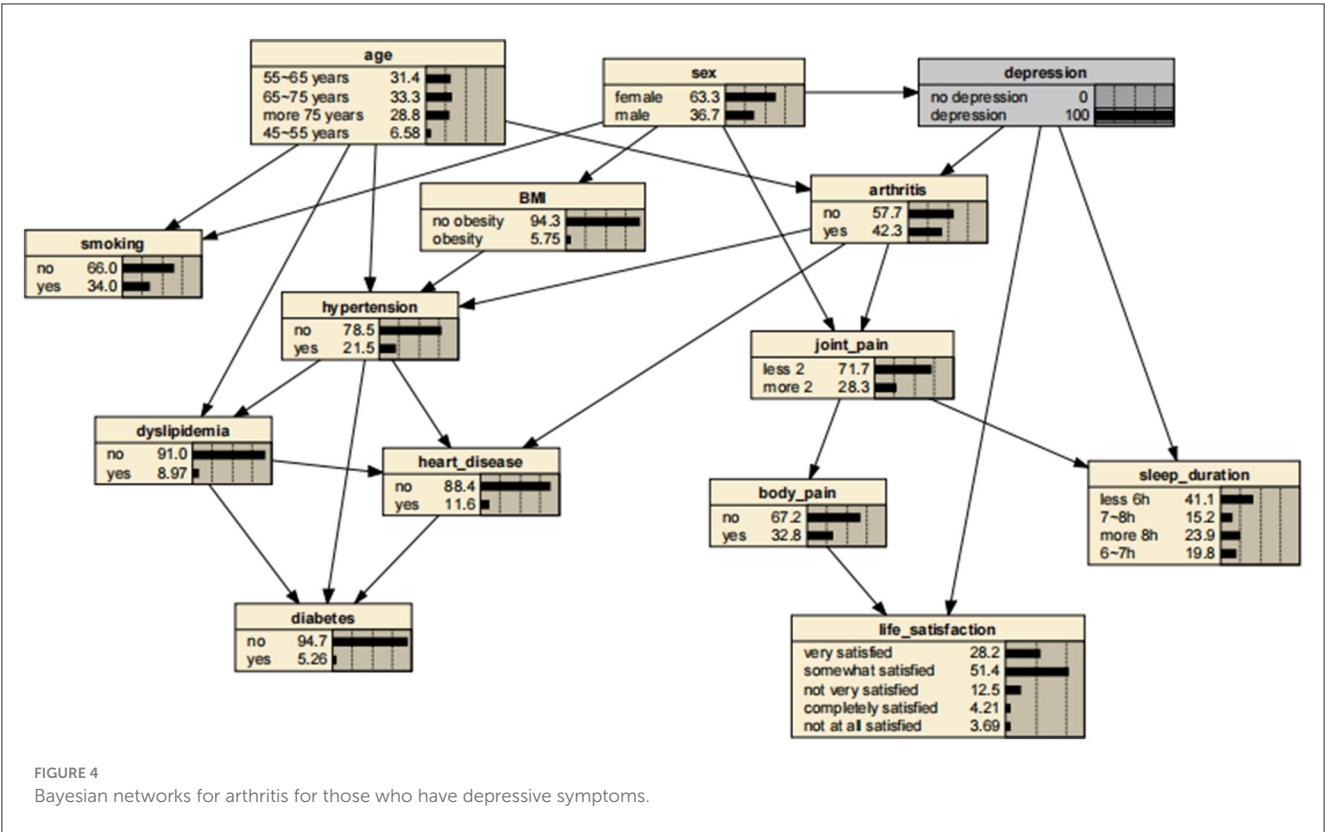 age
55~65 years 31.4
65~75 years 33.3
more 75 years 28.8
45~55 years 6.58
sex
female 63.3
male 36.7
depression
no depression 0
depression 100
BMI
no obesity 94.3
obesity 5.75
arthritis
no 57.7
yes 42.3
smoking
no 66.0
yes 34.0
hypertension
no 78.5
yes 21.5
joint_pain
less 2 71.7
more 2 28.3
dyslipidemia
no 91.0
yes 8.97
heart_disease
no 88.4
yes 11.6
body_pain
no 67.2
yes 32.8
sleep_duration
less 6h 41.1
7~8h 15.2
more 8h 23.9
6~7h 19.8
diabetes
no 94.7
yes 5.26
life_satisfaction
very satisfied 28.2
somewhat satisfied 51.4
not very satisfied 12.5
completely satisfied 4.21
not at all satisfied 3.69
FIGURE 4
Bayesian networks for arthritis for those who have depressive symptoms.